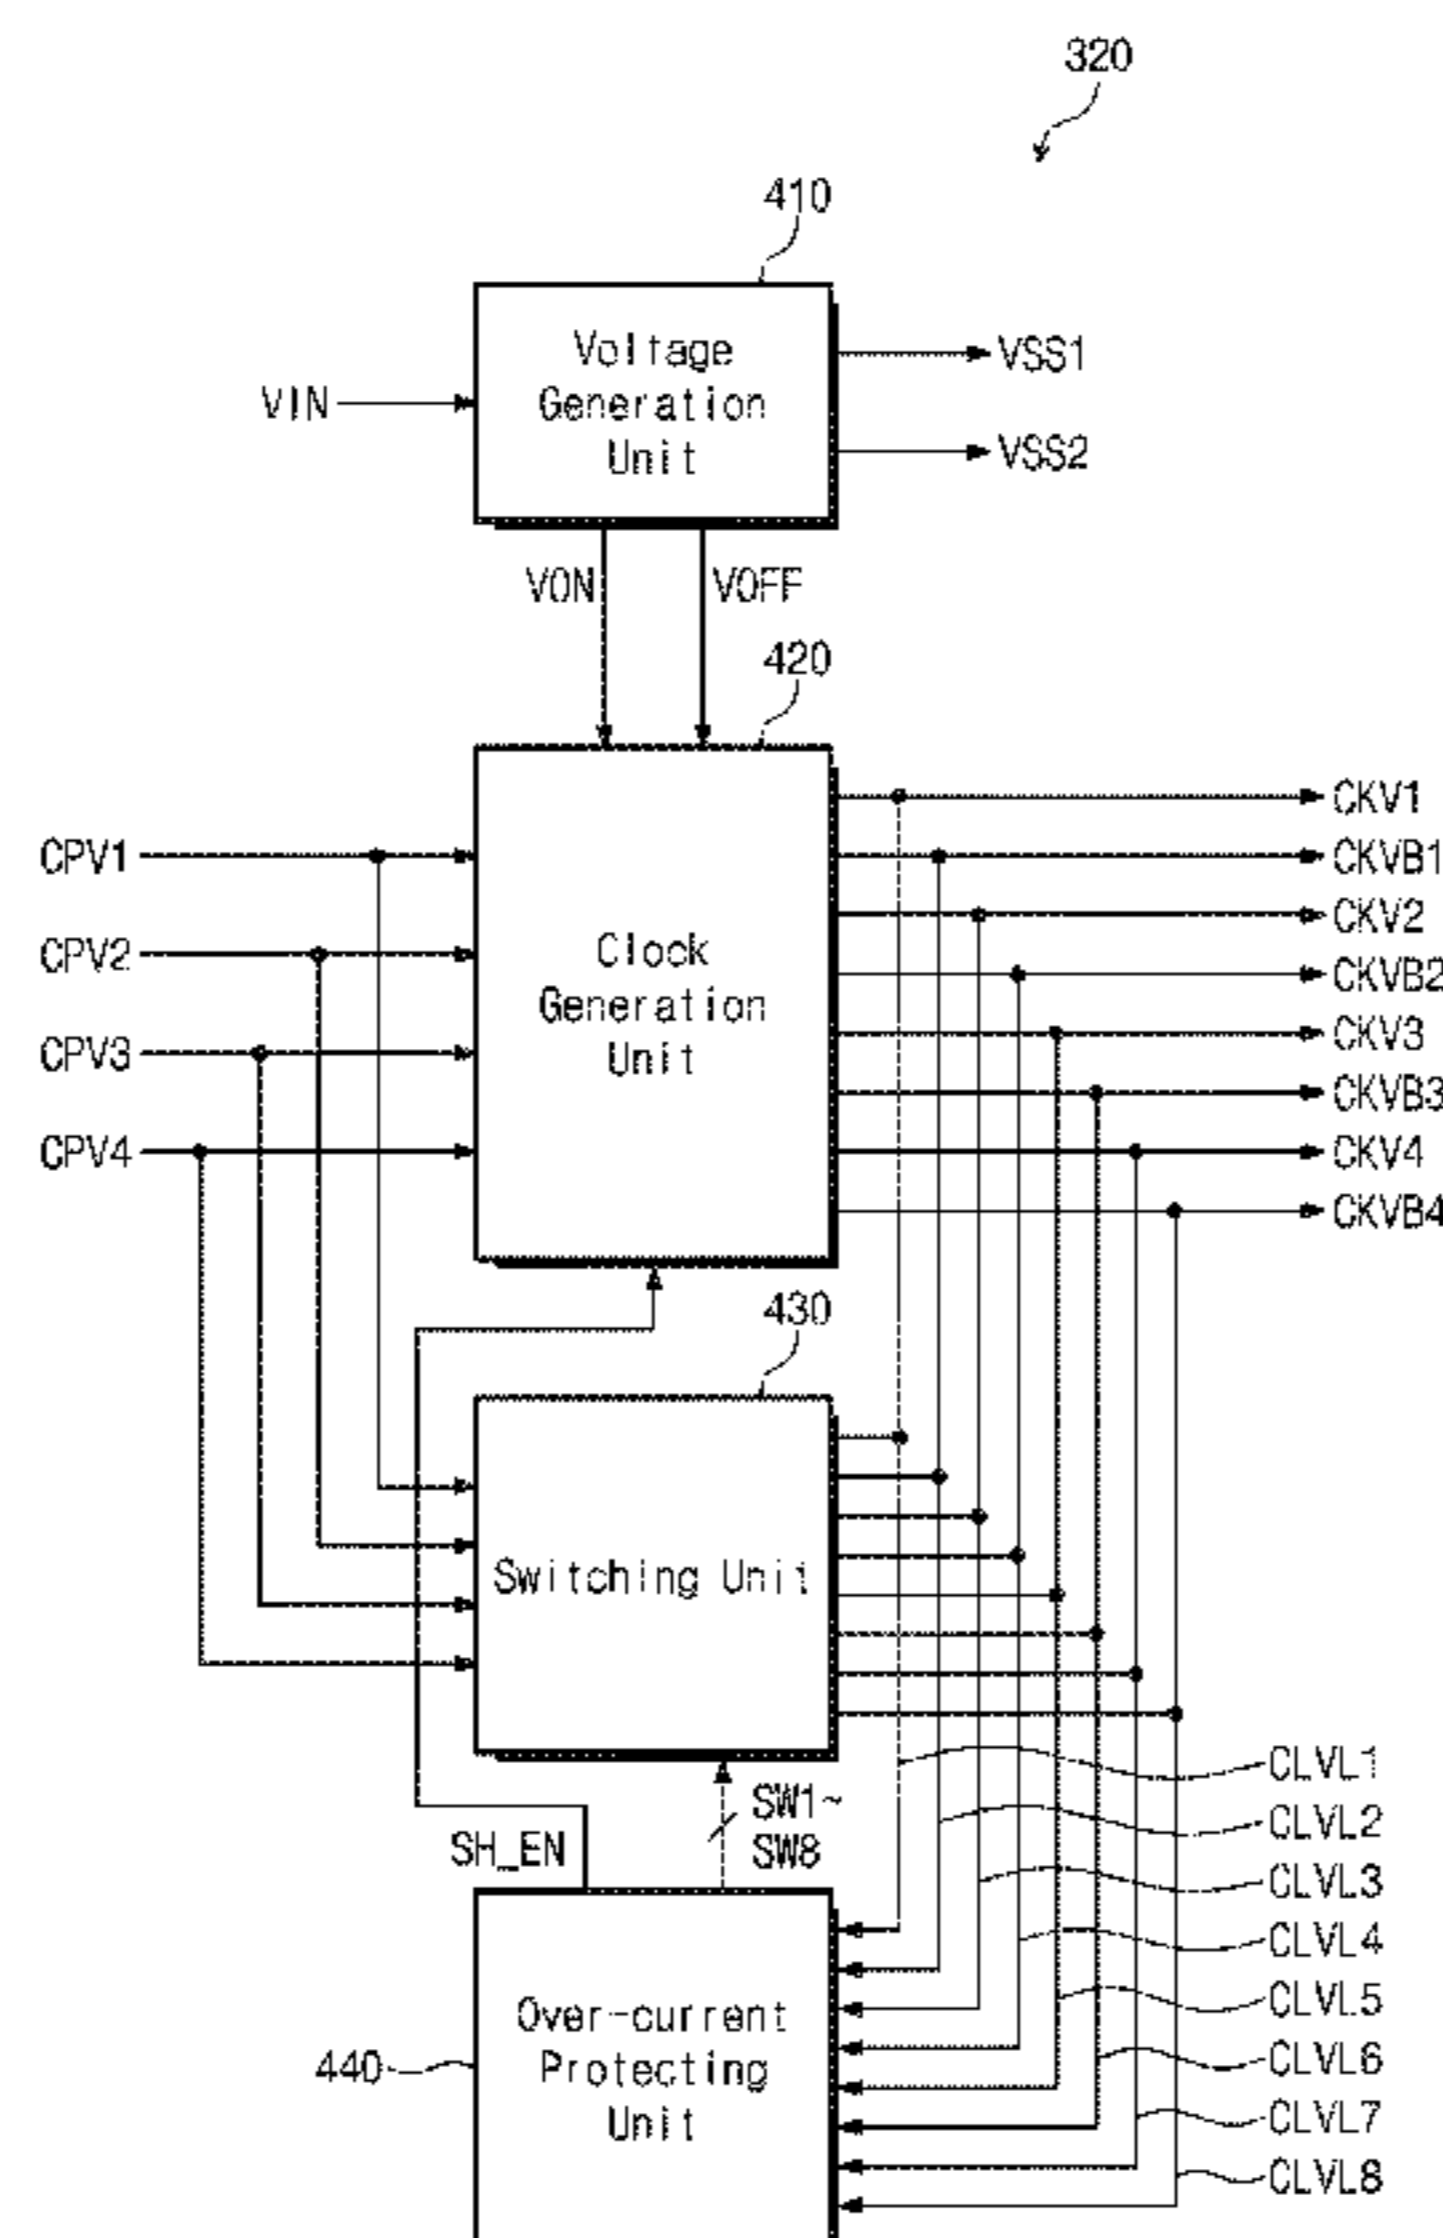 320
410
Voltage
Generation
Unit
VIN
VSS1
VSS2
VON
VOFF
420
Clock
Generation
Unit
CPV1
CPV2
CPV3
CPV4
CKV1
CKVB1
CKV2
CKVB2
CKV3
CKVB3
CKV4
CKVB4
430
Switching Unit
SH_EN
SW1~
SW8
CLVL1
CLVL2
CLVL3
CLVL4
CLVL5
CLVL6
CLVL7
CLVL8
440
Over-current
Protecting
Unit